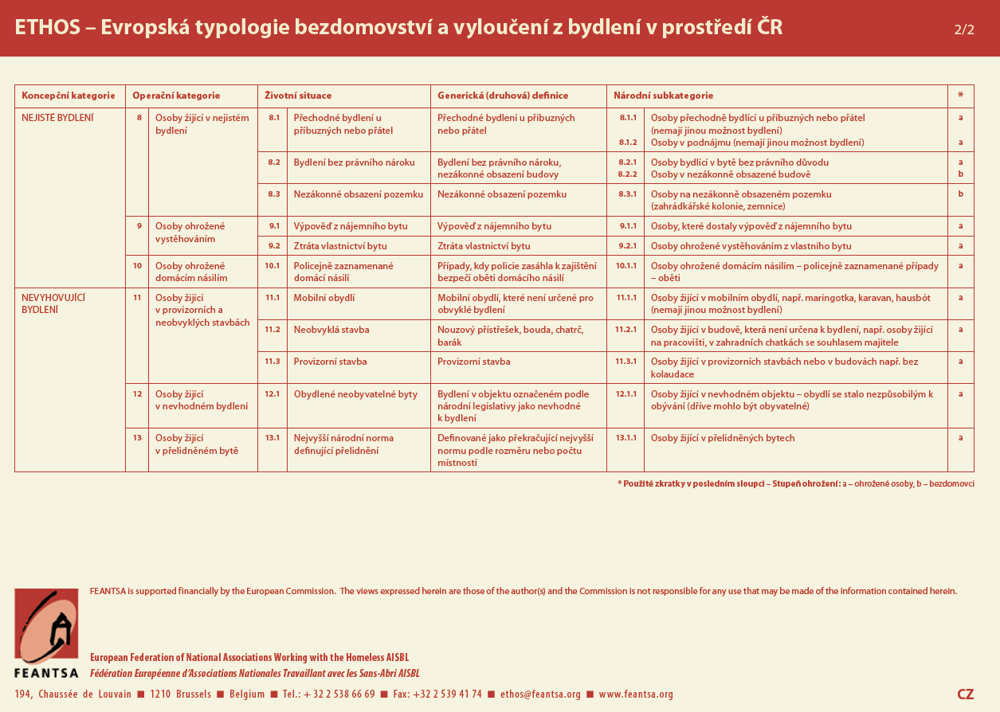 ETHOS – Evropská typologie bezdomovství a vyloučení z bydlení v prostředí ČR
2/2
Koncepční kategorie
Operační kategorie
Životní situace
Generická (druhová) definice
Národní subkategorie
*
NEJISTÉ BYDLENÍ
8
Osoby žijící v nejistém
bydlení
8.1
Přechodné bydlení u
příbuzných nebo přátel
Přechodné bydlení u příbuzných
nebo přátel
8.1.1
Osoby přechodně bydlící u příbuzných nebo přátel
(nemají jinou možnost bydlení)
a
8.1.2
Osoby v podnájmu (nemají jinou možnost bydlení)
a
8.2
Bydlení bez právního nároku
Bydlení bez právního nároku,
nezákonné obsazení budovy
8.2.1
Osoby bydlící v bytě bez právního důvodu
a
8.2.2
Osoby v nezákonně obsazené budově
b
8.3
Nezákonné obsazení pozemku
Nezákonné obsazení pozemku
8.3.1
Osoby na nezákonně obsazeném pozemku
(zahrádkářské kolonie, zemnice)
b
9
Osoby ohrožené
vystěhováním
9.1
Výpověď z nájemního bytu
Výpověď z nájemního bytu
9.1.1
Osoby, které dostaly výpověď z nájemního bytu
a
9.2
Ztráta vlastnictví bytu
Ztráta vlastnictví bytu
9.2.1
Osoby ohrožené vystěhováním z vlastního bytu
a
10
Osoby ohrožené
domácím násilím
10.1
Policejně zaznamenané
domácí násilí
Případy, kdy policie zasáhla k zajištění
bezpečí oběti domácího násilí
10.1.1
Osoby ohrožené domácím násilím – policejně zaznamenané případy
– oběti
a
NEVYHOVUJÍCÍ
BYDLENÍ
11
Osoby žijící
v provizorních a
neobvyklých stavbách
11.1
Mobilní obydlí
Mobilní obydlí, které není určené pro
obvyklé bydlení
11.1.1
Osoby žijící v mobilním obydlí, např. maringotka, karavan, hausbót
(nemají jinou možnost bydlení)
a
11.2
Neobvyklá stavba
Nouzový přístřešek, bouda, chatrč,
barák
11.2.1
Osoby žijící v budově, která není určena k bydlení, např. osoby žijící
na pracovišti, v zahradních chatkách se souhlasem majitele
a
11.3
Provizorní stavba
Provizorní stavba
11.3.1
Osoby žijící v provizorních stavbách nebo v budovách např. bez
kolaudace
a
12
Osoby žijící
v nevhodném bydlení
12.1
Obydlené neobyvatelné byty
Bydlení v objektu označeném podle
národní legislativy jako nevhodné
k bydlení
12.1.1
Osoby žijící v nevhodném objektu – obydlí se stalo nezpůsobilým k
obývání (dříve mohlo být obyvatelné)
a
13
Osoby žijící
v přelidněném bytě
13.1
Nejvyšší národní norma
definující přelidnění
Definované jako překračující nejvyšší
normu podle rozměru nebo počtu
místností
13.1.1
Osoby žijící v přelidněných bytech
a
* Použité zkratky v posledním sloupci – Stupeň ohrožení: a – ohrožené osoby, b – bezdomovci
FEANTSA is supported financially by the European Commission. The views expressed herein are those of the author(s) and the Commission is not responsible for any use that may be made of the information contained herein.
FEANTSA
European Federation of National Associations Working with the Homeless AISBL
Fédération Européenne d'Associations Nationales Travaillant avec les Sans-Abri AISBL
194, Chaussée de Louvain ■ 1210 Brussels ■ Belgium ■ Tel.: + 32 2 538 66 69 ■ Fax: +32 2 539 41 74 ■ ethos@feantsa.org ■ www.feantsa.org
CZ